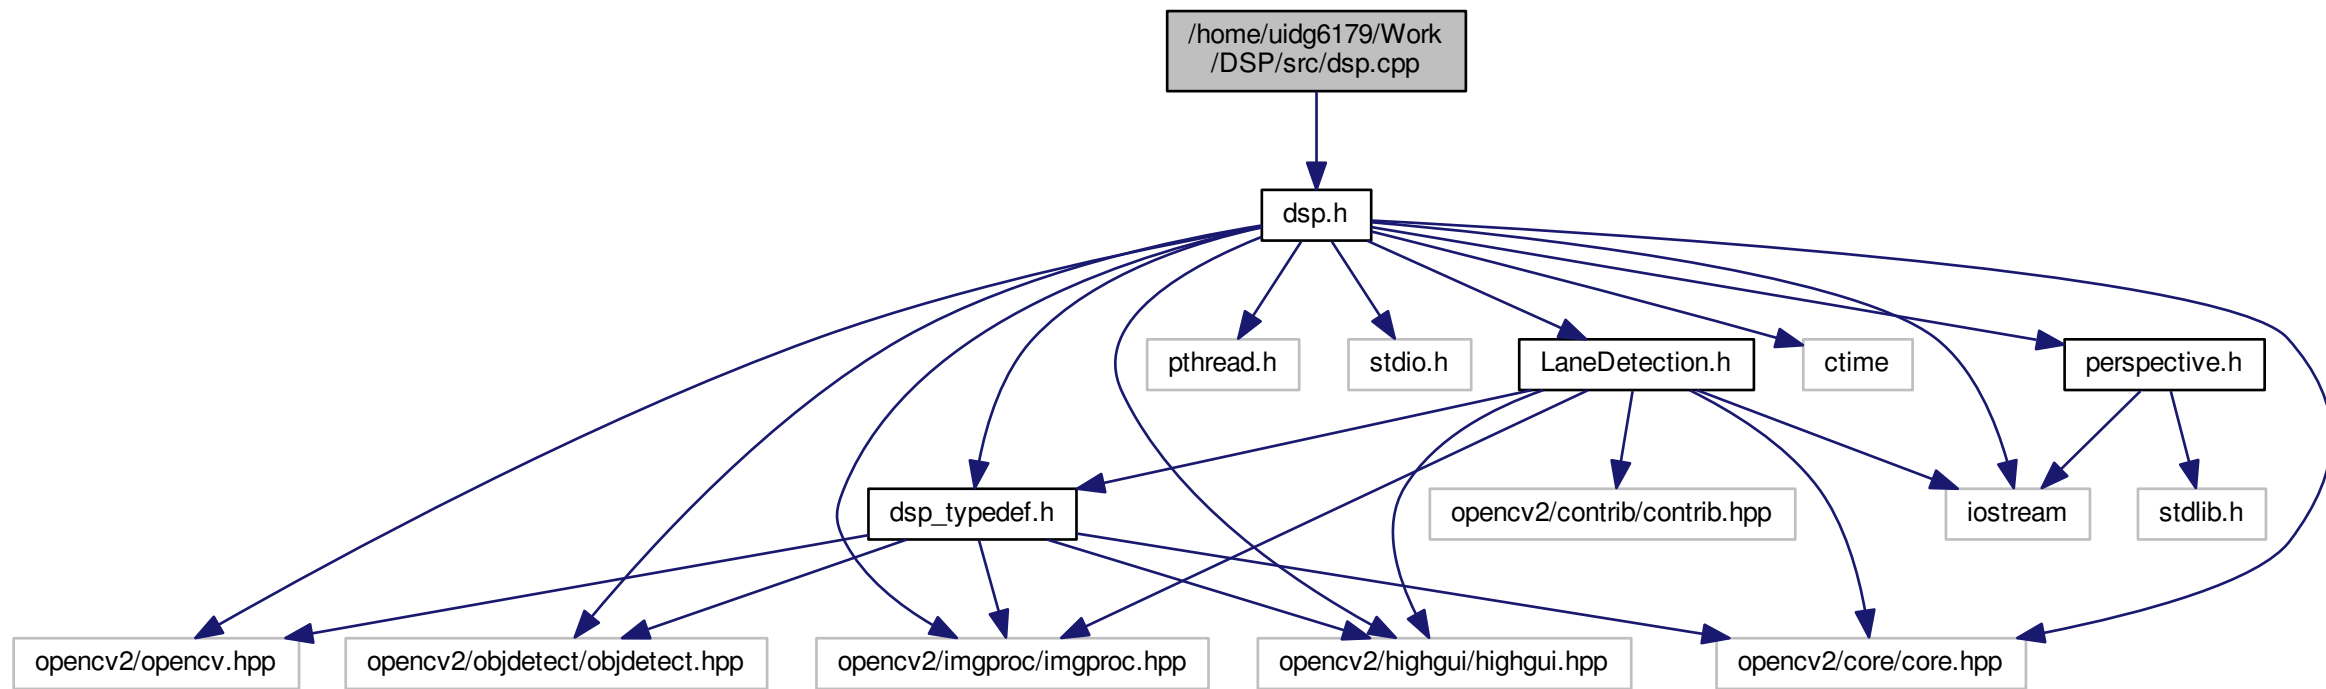 /home/uidg6179/Work
/DSP/src/dsp.cpp
dsp.h
pthread.h
stdio.h
LaneDetection.h
ctime
perspective.h
dsp_typedef.h
opencv2/contrib/contrib.hpp
iostream
stdlib.h
opencv2/opencv.hpp
opencv2/objdetect/objdetect.hpp
opencv2/imgproc/imgproc.hpp
opencv2/highgui/highgui.hpp
opencv2/core/core.hpp